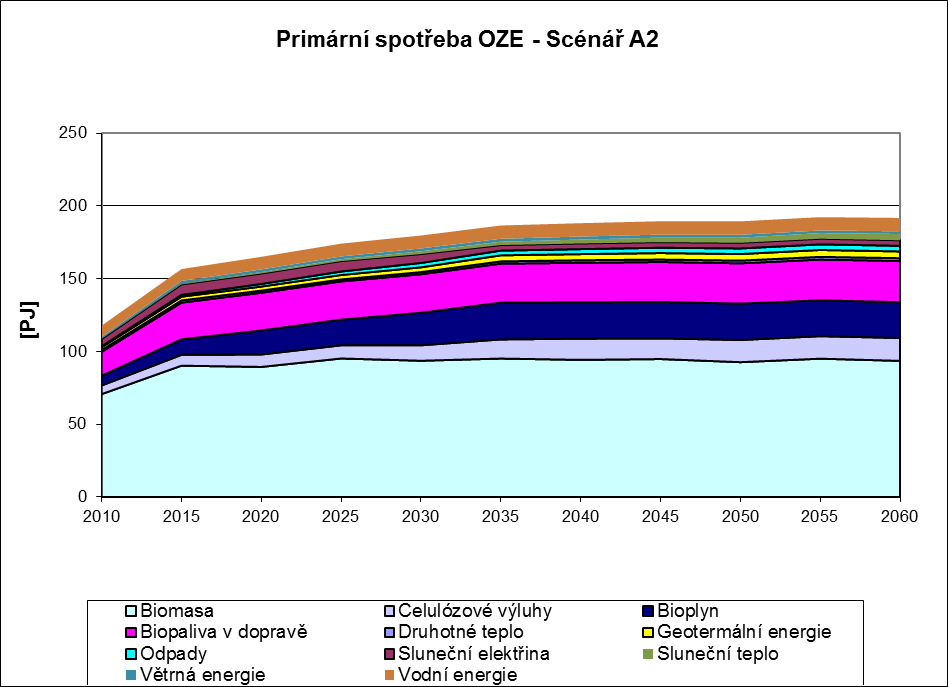 Primární spotřeba OZE - Scénář A2
250
200
150
100
50
0
[PJ]
2010 2015 2020 2025 2030 2035 2040 2045 2050 2055 2060
Biomasa Celulózové výluhy Bioplyn
Biopaliva v dopravě Druhotné teplo Geotermální energie
Odpady Sluneční elektřina Sluneční teplo
Větrná energie Vodní energie